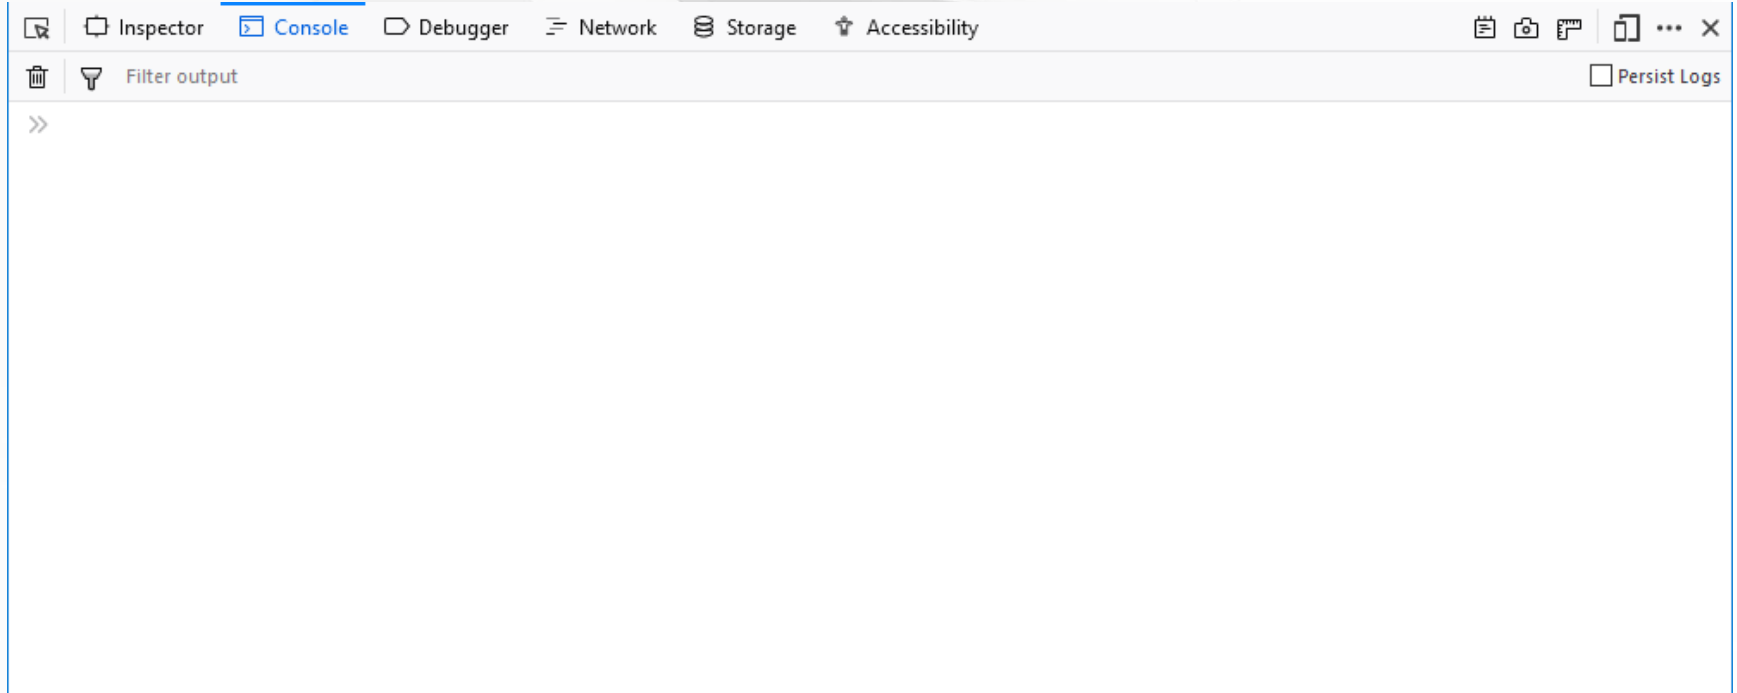 Inspector Console Debugger Network Storage Accessibility
Filter output Persist Logs